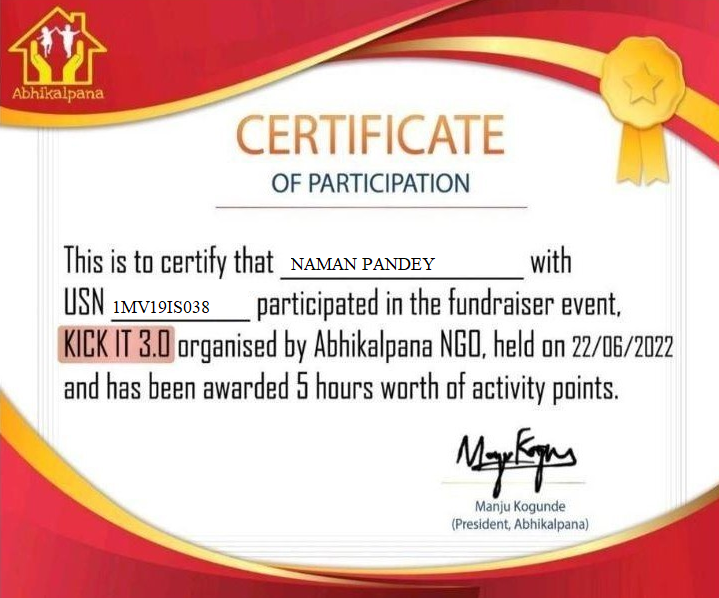 Abhikalpana
CERTIFICATE
OF PARTICIPATION
This is to certify that NAMAN PANDEY with
USN 1MV19IS038 participated in the fundraiser event,
KICK IT 3.0 organised by Abhikalpana NGO, held on 22/06/2022
and has been awarded 5 hours worth of activity points.
Manju Kogunde
(President, Abhikalpana)